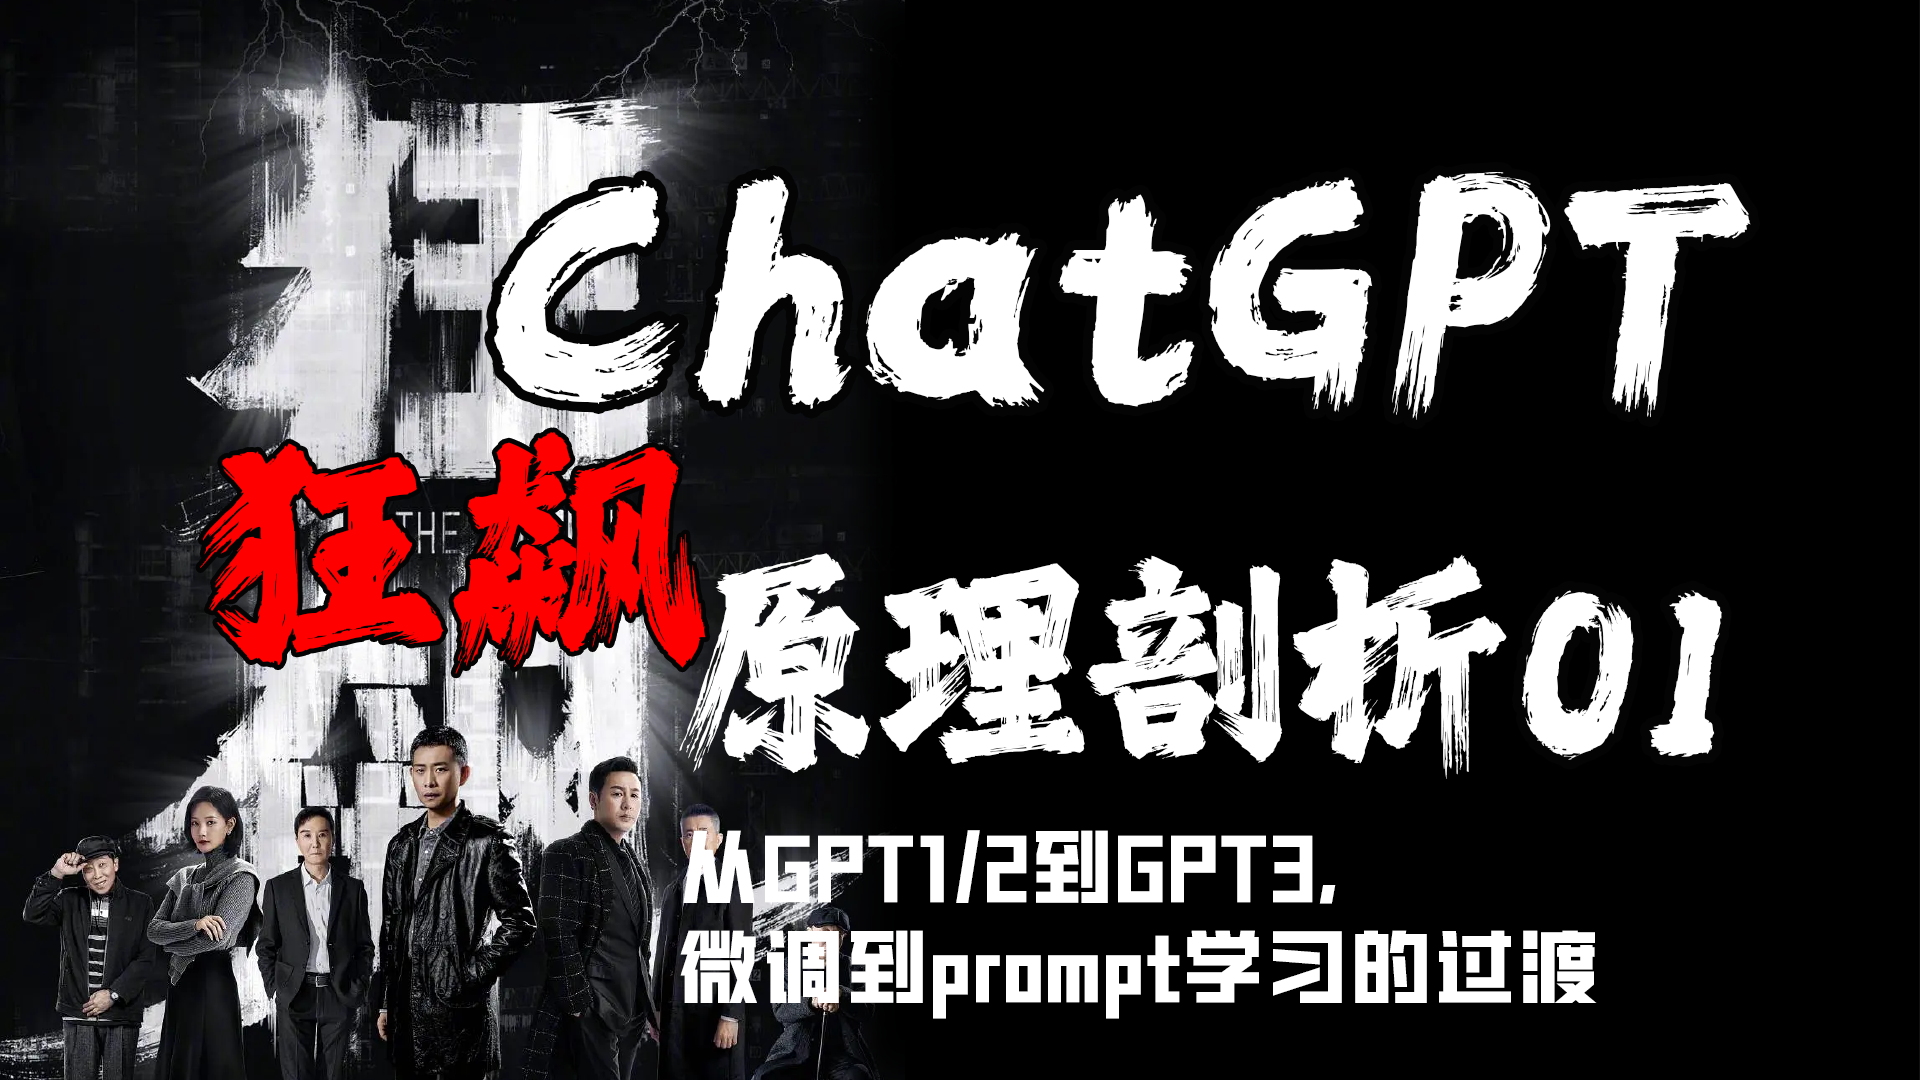 ChatGPT
狂飙
THE
原理剖析01
从GPT1/2到GPT3,
微调到prompt学习的过渡